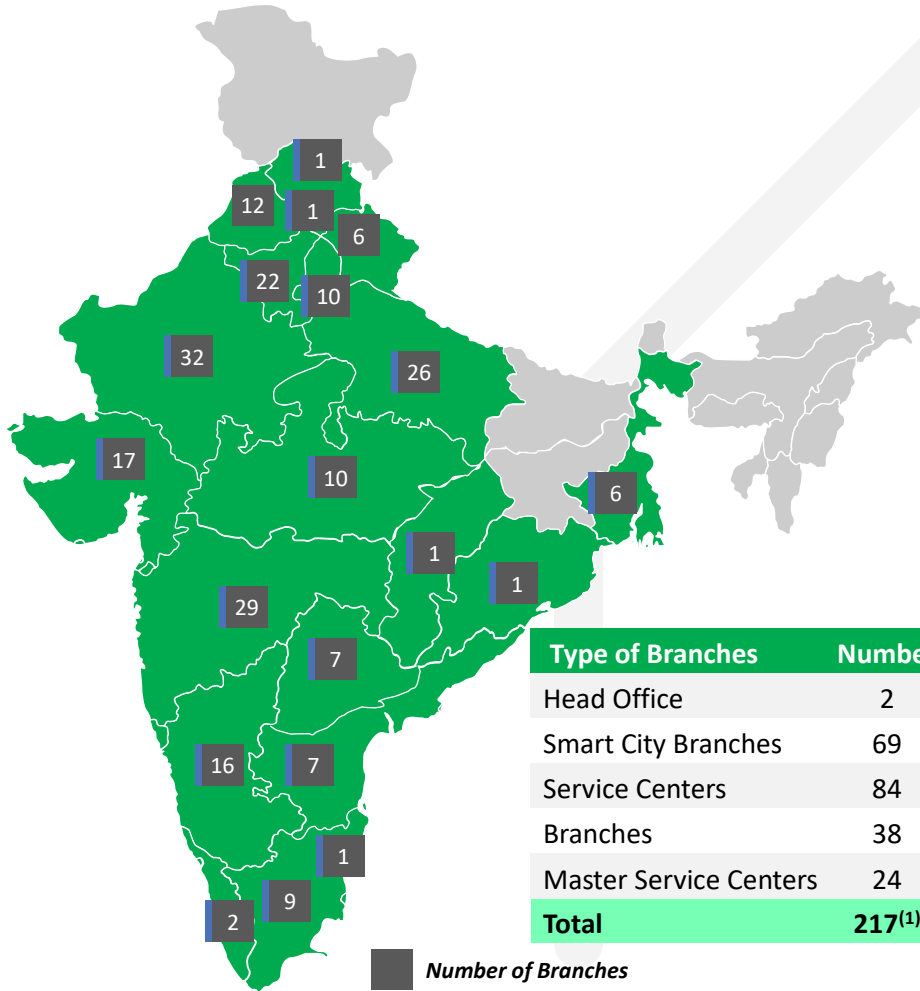 1
12
1
6
22
10
32
26
17
10
6
1
1
29
7
16
7
1
9
2
Type of Branches Numbe
Head Office 2
Smart City Branches 69
Service Centers 84
Branches 38
Master Service Centers 24
Total 217(1)
Number of Branches